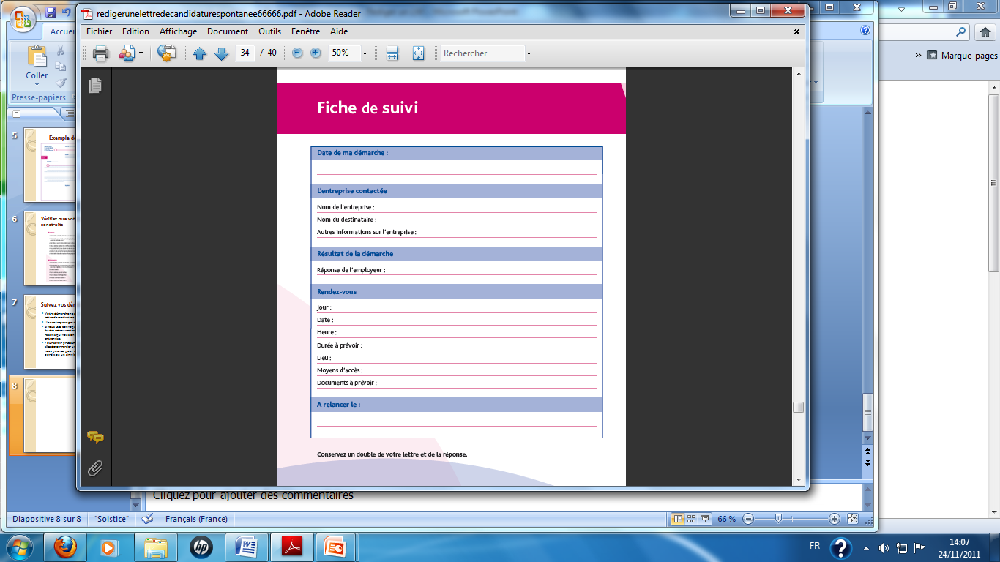 redigerunelettredecandidaturespontanee66666.pdf - Adobe Reader
Fichier Edition Affichage Document Outils Fenêtre Aide
34 / 40 50% Rechercher
Accuei
Coller
Presse-papiers
Marque-pages
Fiche de suivi
Date de ma démarche :
L'entreprise contactée
Nom de l'entreprise :
Nom du destinataire :
Autres informations sur l'entreprise :
Résultat de la démarche
Réponse de l'employeur :
Rendez-vous
Jour :
Date :
Heure :
Durée à prévoir :
Lieu :
Moyens d'accès :
Documents à prévoir :
A relancer le :
Conservez un double de votre lettre et de la réponse.
5
Exemple de
6
Vérifiez que vot
construite
7
Suivez vos dém
8
Cliquez pour ajouter des commentaires
Diapositive 8 sur 8 "Solstice" Français (France) 66 %
FR
14:07
24/11/2011